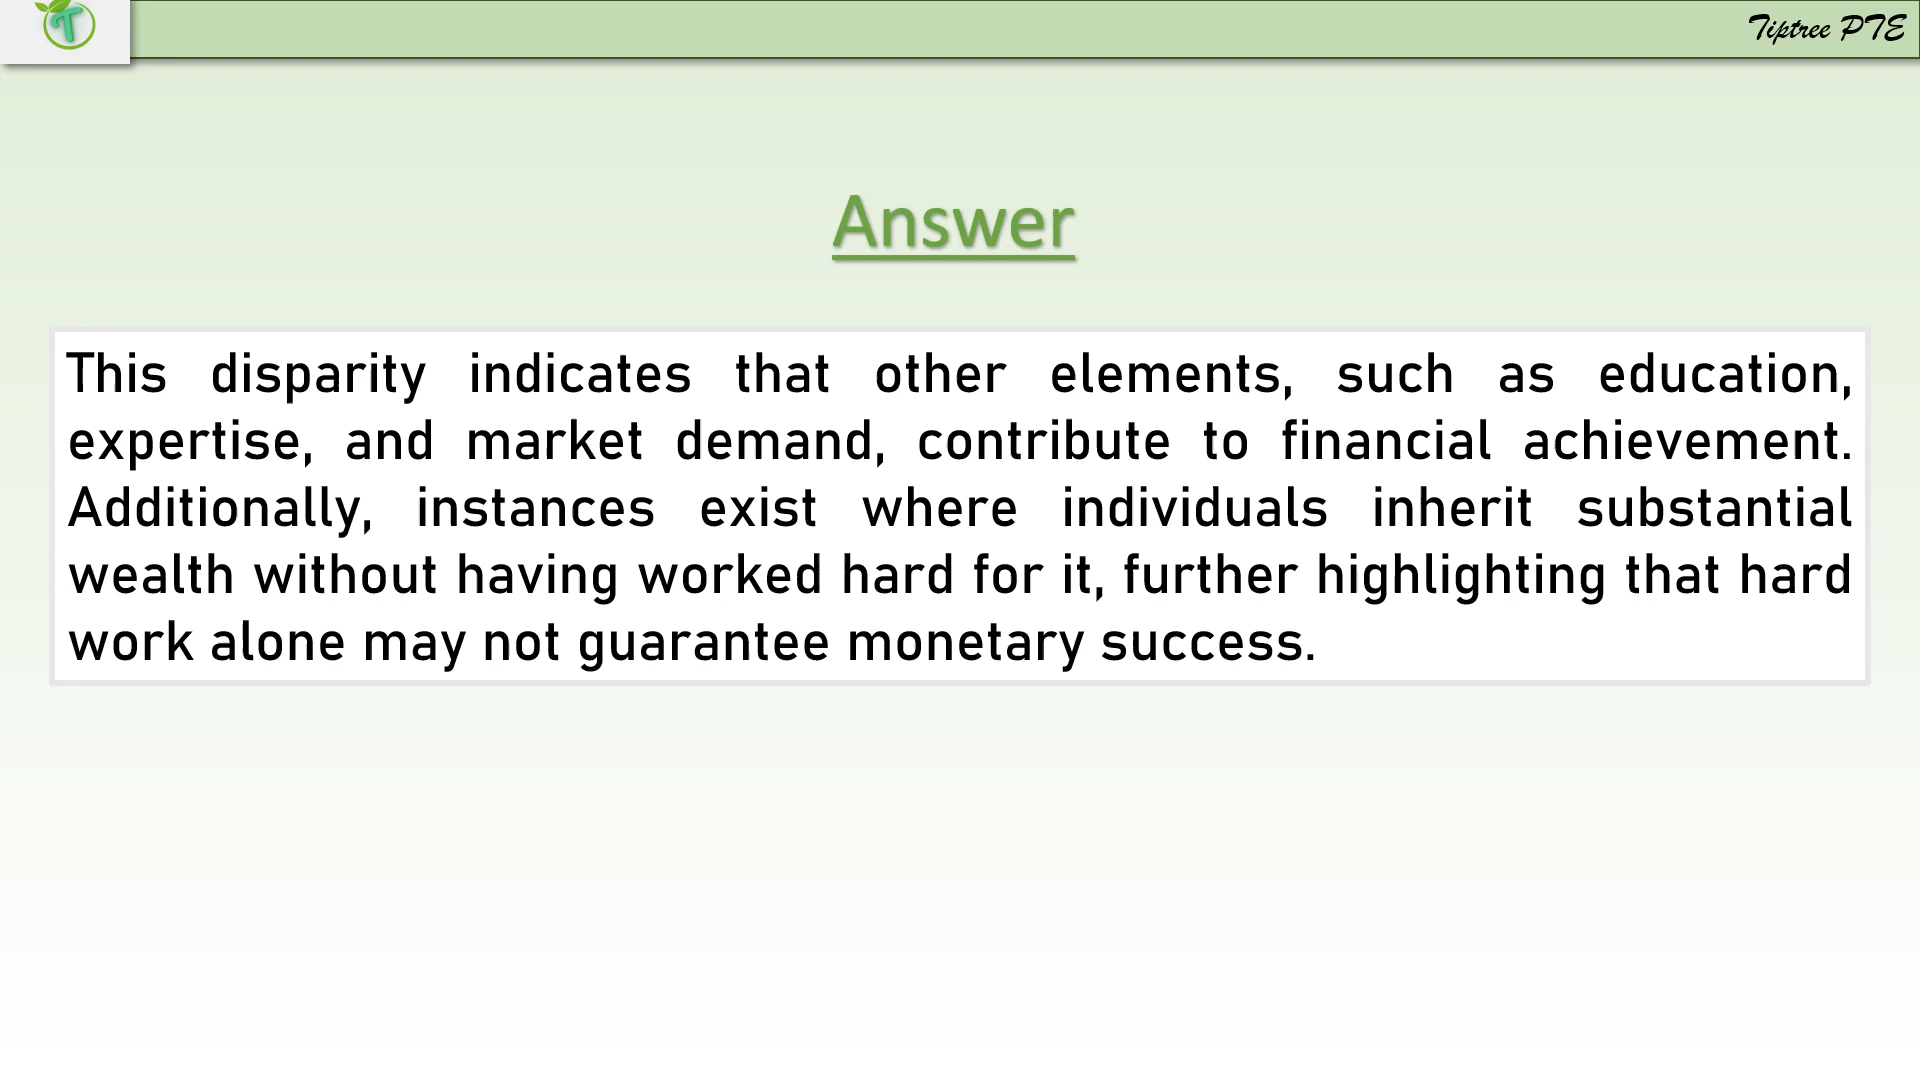 T
Tiptree PTE
Answer
This disparity indicates that other elements, such as education,
expertise, and market demand, contribute to financial achievement.
Additionally, instances exist where individuals inherit substantial
wealth without having worked hard for it, further highlighting that hard
work alone may not guarantee monetary success.